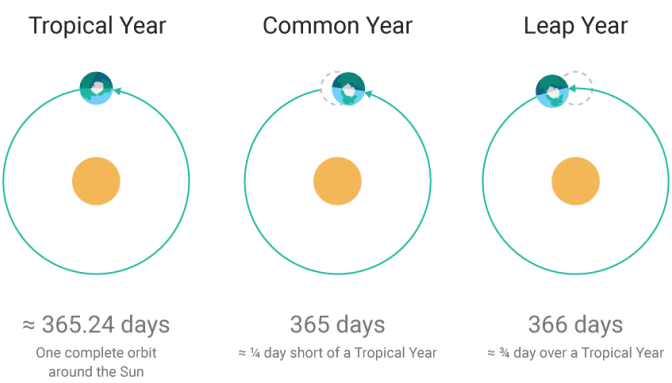 Tropical Year
Common Year
Leap Year
≈ 365.24 days
One complete orbit
around the Sun
365 days
≈ ¼ day short of a Tropical Year
366 days
≈ ¾ day over a Tropical Year